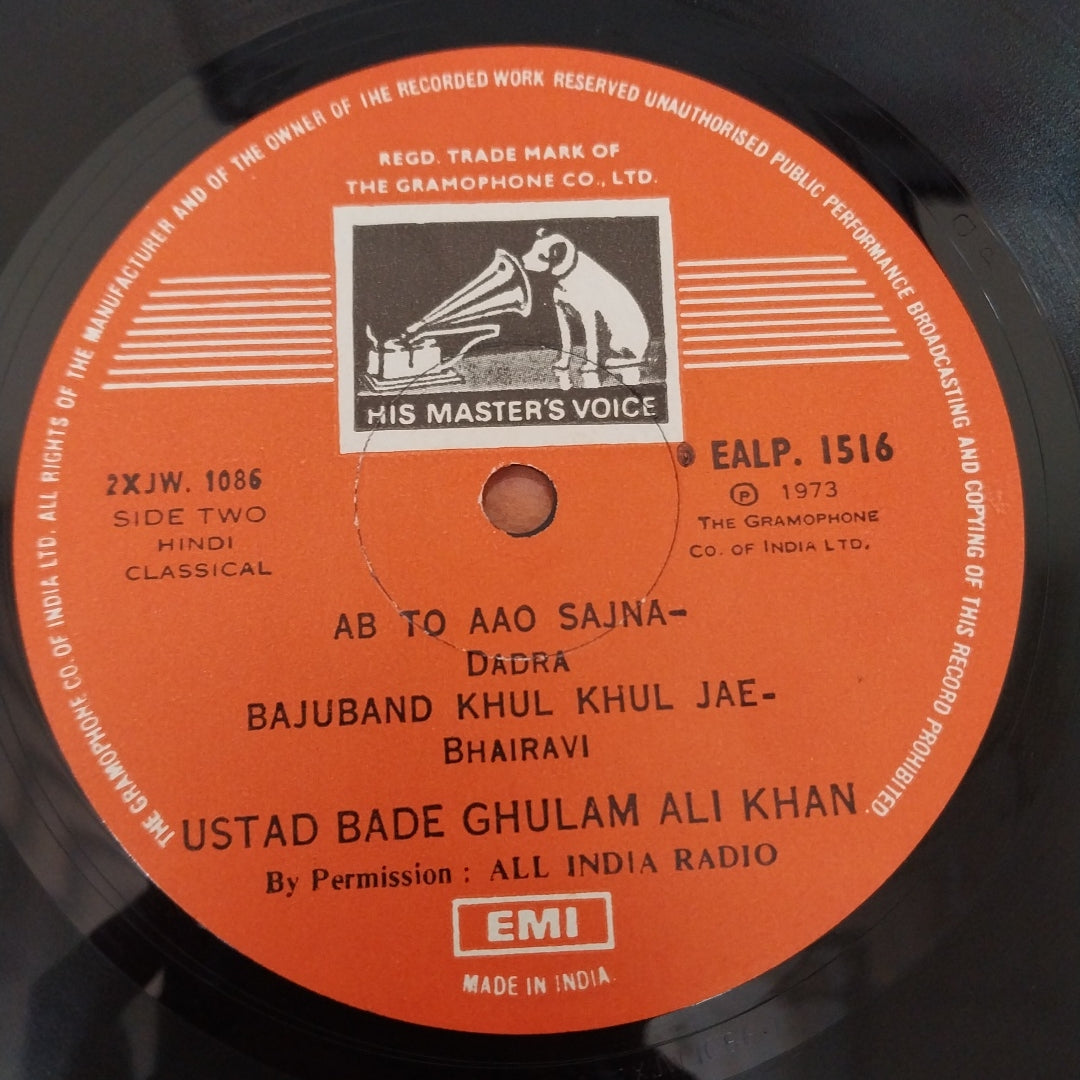 THE GRAMOPHONE CO. OF INDIA LTD. ALL RIGHTS OF THE MANUFACTURER AND OF THE OWNER OF THE RECORDED WORK RESERVED UNAUTHORISED PUBLIC PERFORMANCE BROADCASTING AND COPYING OF THIS RECORD PROHIBITED.
REGD. TRADE MARK OF
THE GRAMOPHONE CO., LTD.
HIS MASTER'S VOICE
2XJW. 1086
SIDE TWO
HINDI
CLASSICAL
EALP. 1516
℗ 1973
THE GRAMOPHONE
CO. OF INDIA LTD.
AB TO AAO SAJNA-
DADRA
BAJUBAND KHUL KHUL JAE-
BHAIRAVI
USTAD BADE GHULAM ALI KHAN
By Permission : ALL INDIA RADIO
EMI
MADE IN INDIA.